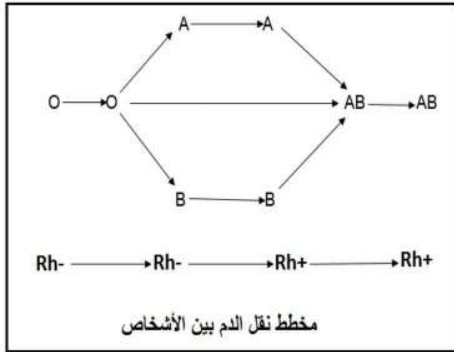 A A
O O AB AB
B B
Rh- Rh- Rh+ Rh+
مخطط نقل الدم بين الأشخاص